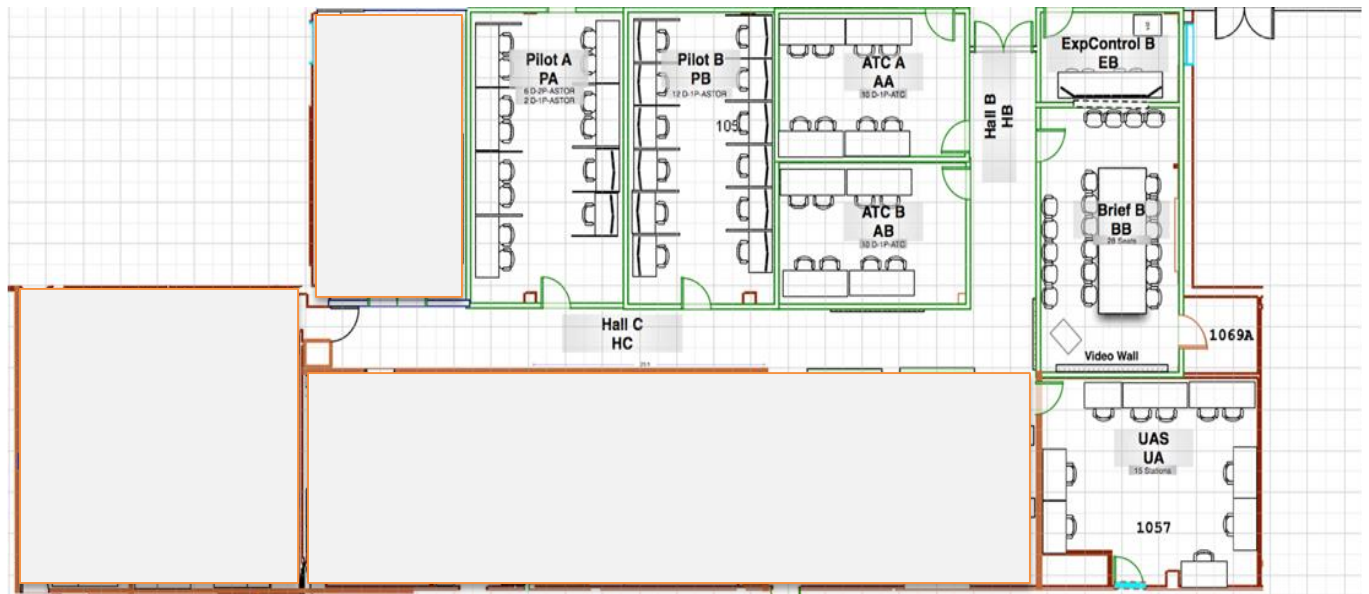 Pilot A
PA
6 D-2P-ASTOR
2 D-1P-ASTOR
Pilot B
PB
12 D-1P-ASTOR
ATC A
AA
10 D-1P-ATC
Hall B
HB
ExpControl B
EB
ATC B
AB
10 D-1P-ATC
Brief B
BB
28 Seats
Hall C
HC
1069A
Video Wall
UAS
UA
15 Stations
1057